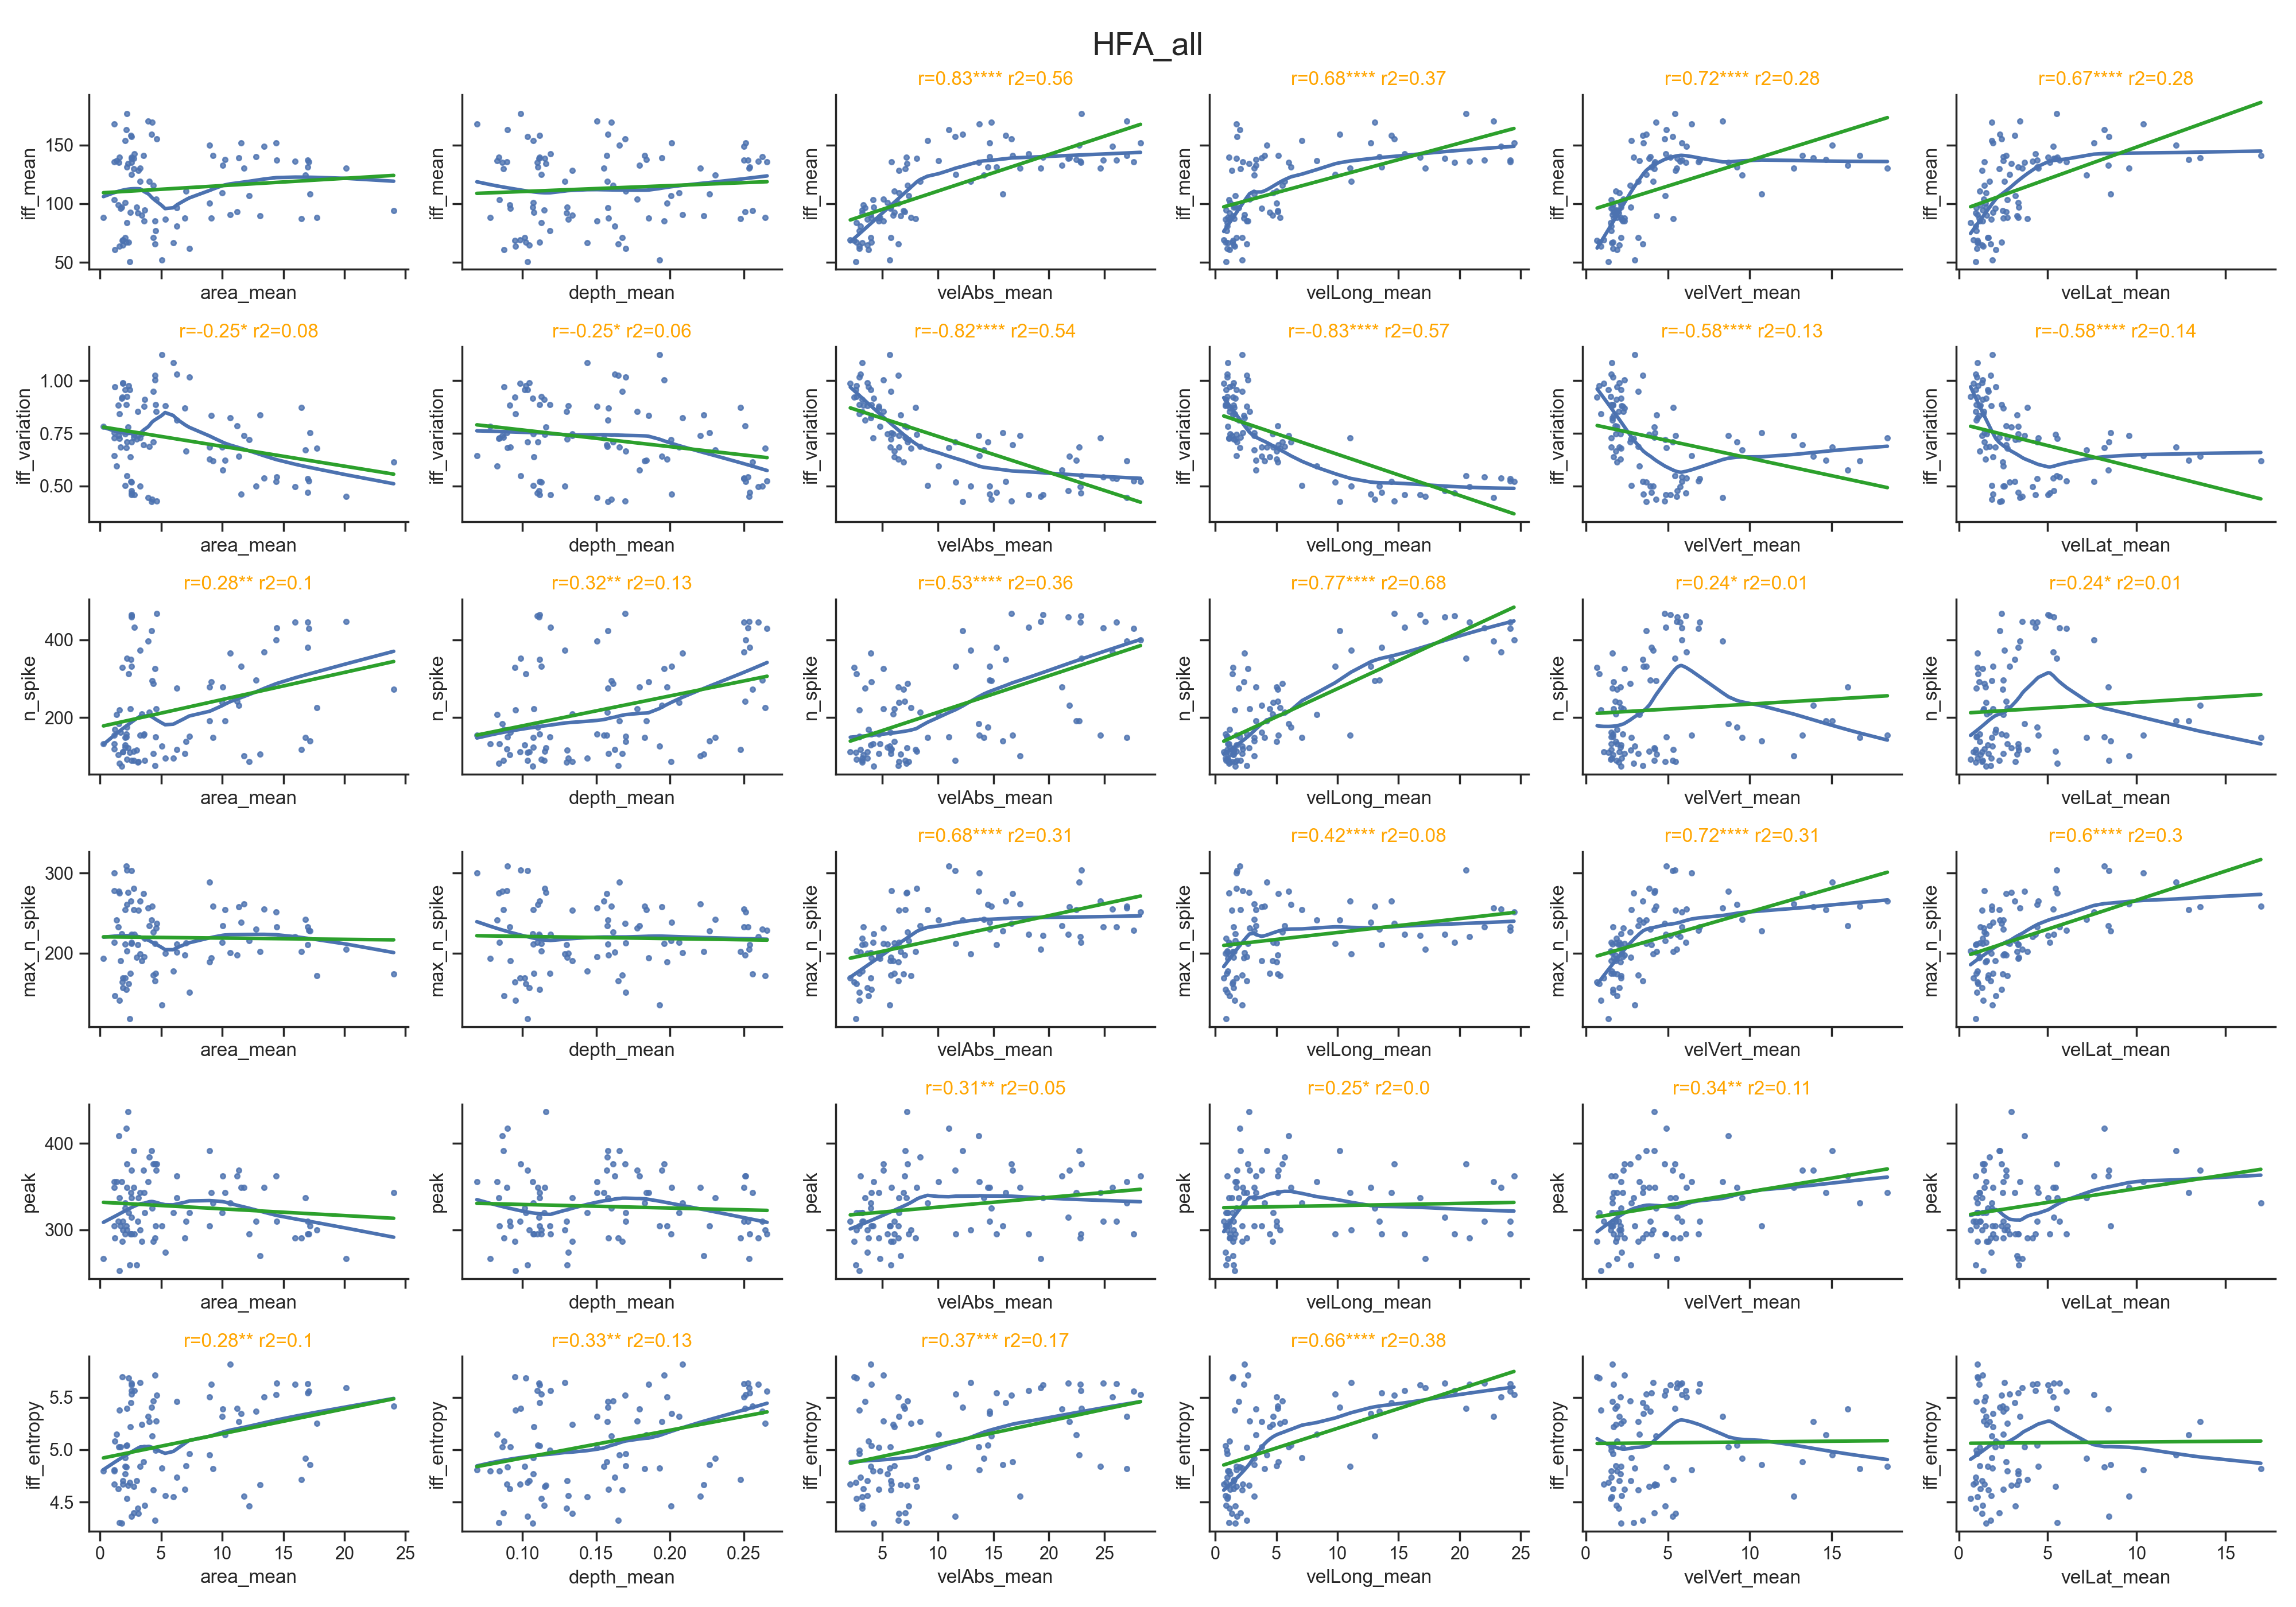 HFA_all
r=0.83**** r2=0.56 r=0.68**** r2=0.37 r=0.72**** r2=0.28 r=0.67**** r2=0.28
150
100
50
iff_mean iff_mean iff_mean iff_mean iff_mean iff_mean
area_mean depth_mean velAbs_mean velLong_mean velVert_mean velLat_mean
r=-0.25* r2=0.08 r=-0.25* r2=0.06 r=-0.82**** r2=0.54 r=-0.83**** r2=0.57 r=-0.58**** r2=0.13 r=-0.58**** r2=0.14
1.00
0.75
0.50
iff_variation iff_variation iff_variation iff_variation iff_variation iff_variation
area_mean depth_mean velAbs_mean velLong_mean velVert_mean velLat_mean
r=0.28** r2=0.1 r=0.32** r2=0.13 r=0.53**** r2=0.36 r=0.77**** r2=0.68 r=0.24* r2=0.01 r=0.24* r2=0.01
400
200
n_spike n_spike n_spike n_spike n_spike n_spike
area_mean depth_mean velAbs_mean velLong_mean velVert_mean velLat_mean
r=0.68**** r2=0.31 r=0.42**** r2=0.08 r=0.72**** r2=0.31 r=0.6**** r2=0.3
300
200
max_n_spike max_n_spike max_n_spike max_n_spike max_n_spike max_n_spike
area_mean depth_mean velAbs_mean velLong_mean velVert_mean velLat_mean
r=0.31** r2=0.05 r=0.25* r2=0.0 r=0.34** r2=0.11
400
300
peak peak peak peak peak peak
area_mean depth_mean velAbs_mean velLong_mean velVert_mean velLat_mean
r=0.28** r2=0.1 r=0.33** r2=0.13 r=0.37*** r2=0.17 r=0.66**** r2=0.38
5.5
5.0
4.5
iff_entropy iff_entropy iff_entropy iff_entropy iff_entropy iff_entropy
0 5 10 15 20 25 0.10 0.15 0.20 0.25 5 10 15 20 25 0 5 10 15 20 25 0 5 10 15 0 5 10 15
area_mean depth_mean velAbs_mean velLong_mean velVert_mean velLat_mean